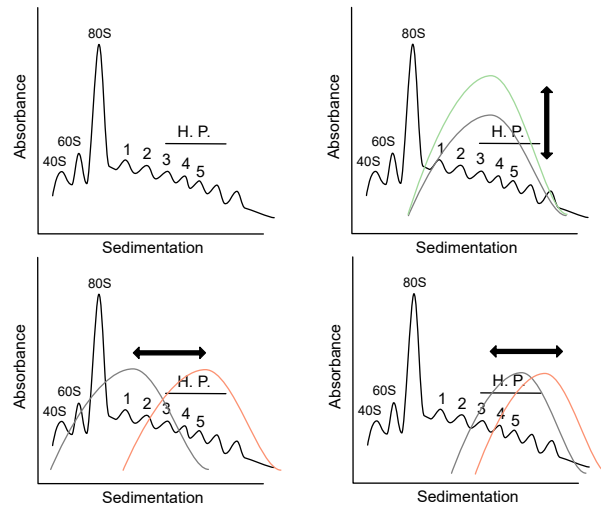 80S
H. P.
60S
40S
1 2 3 4 5
Absorbance
Sedimentation
80S
H. P.
60S
40S
1 2 3 4 5
Absorbance
Sedimentation
80S
H. P.
60S
40S
1 2 3 4 5
Absorbance
Sedimentation
80S
H. P.
60S
40S
1 2 3 4 5
Absorbance
Sedimentation